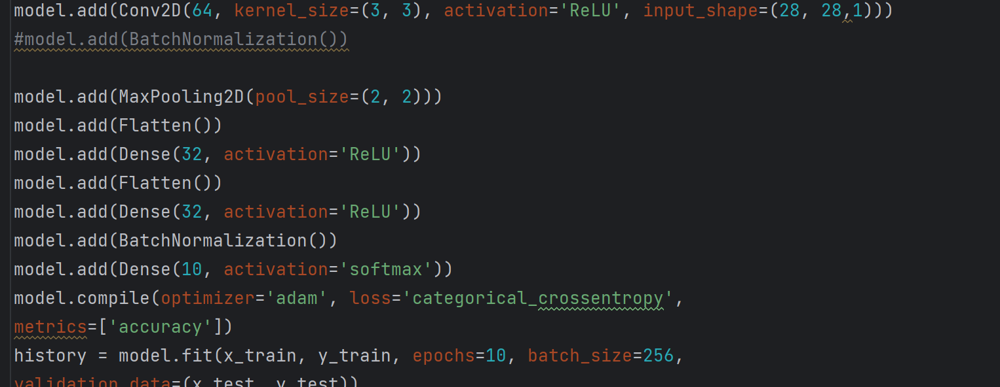 model.add(Conv2D(64, kernel_size=(3, 3), activation='ReLU', input_shape=(28, 28,1)))
#model.add(BatchNormalization())
model.add(MaxPooling2D(pool_size=(2, 2)))
model.add(Flatten())
model.add(Dense(32, activation='ReLU'))
model.add(Flatten())
model.add(Dense(32, activation='ReLU'))
model.add(BatchNormalization())
model.add(Dense(10, activation='softmax'))
model.compile(optimizer='adam', loss='categorical_crossentropy',
metrics=['accuracy'])
history = model.fit(x_train, y_train, epochs=10, batch_size=256,
validation_data=(x_test, y_test))